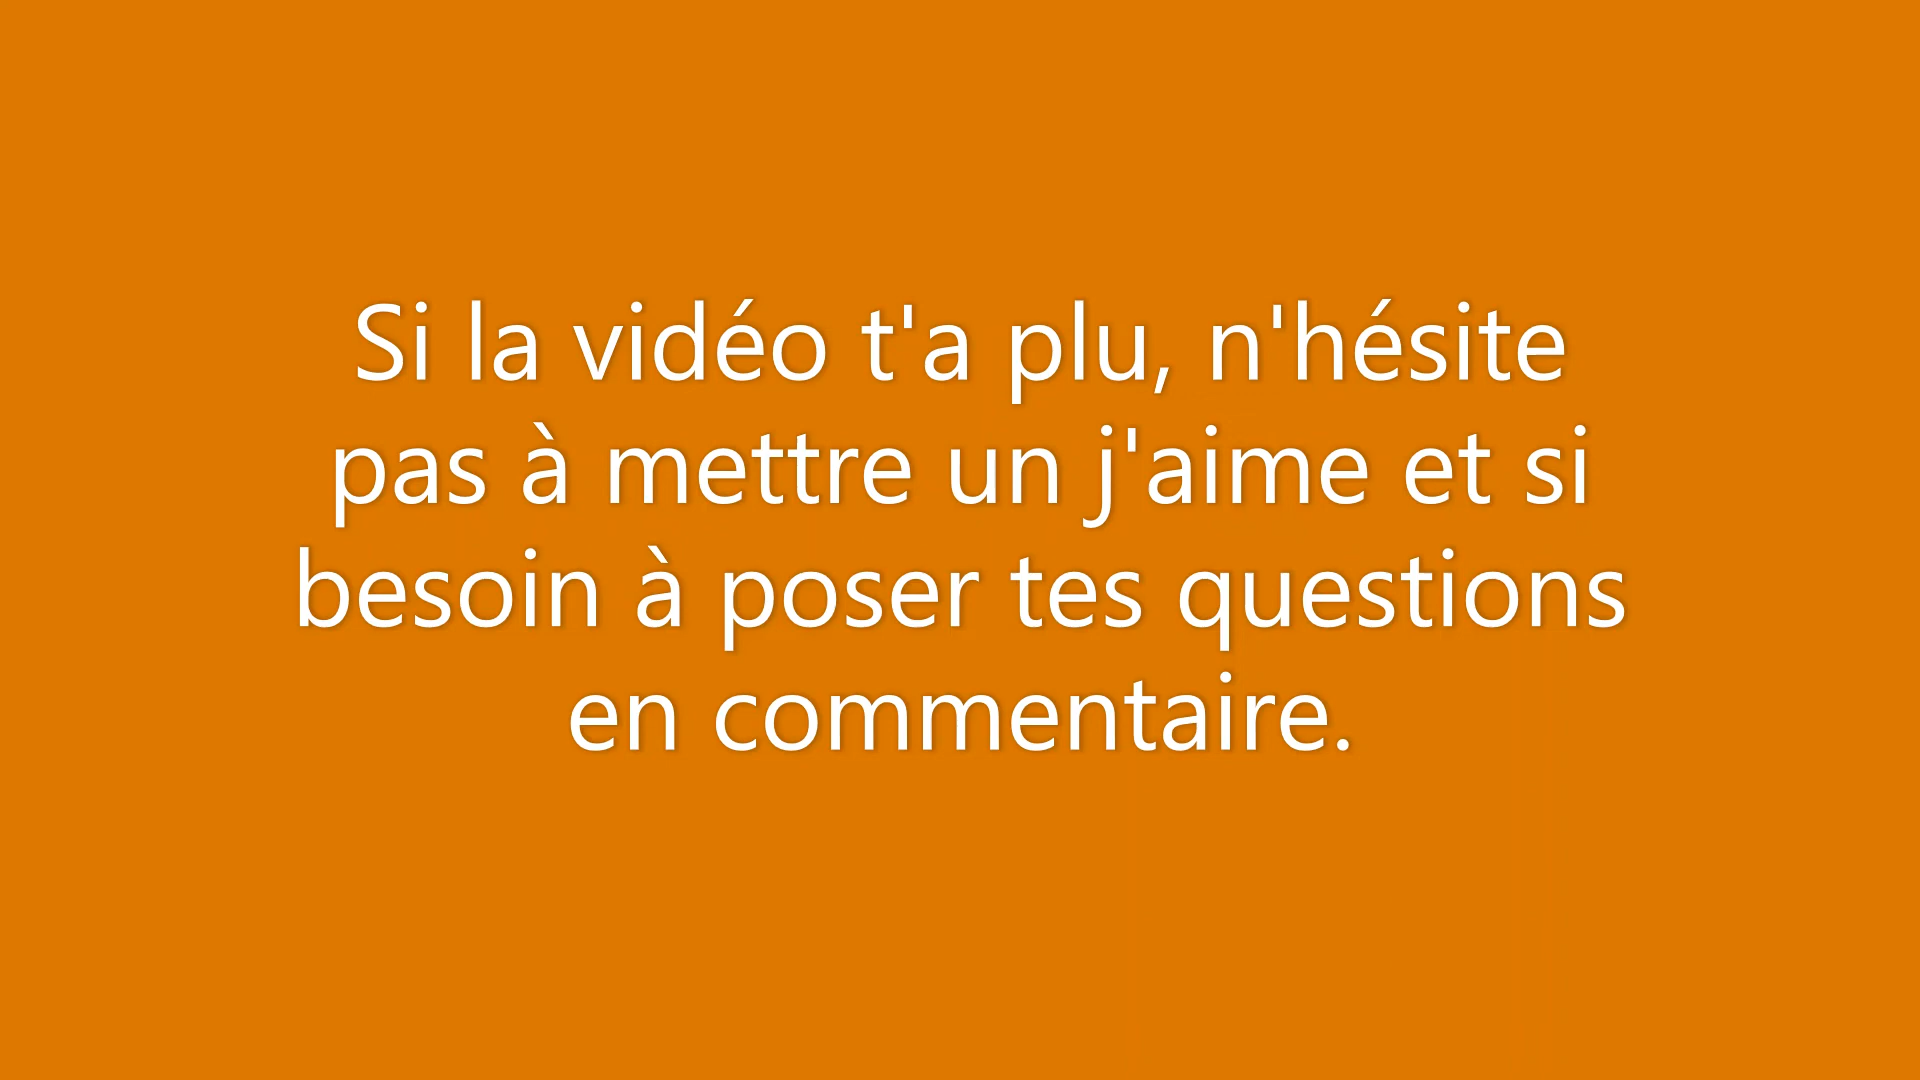 Si la vidéo t'a plu, n'hésite
pas à mettre un j'aime et si
besoin à poser tes questions
en commentaire.